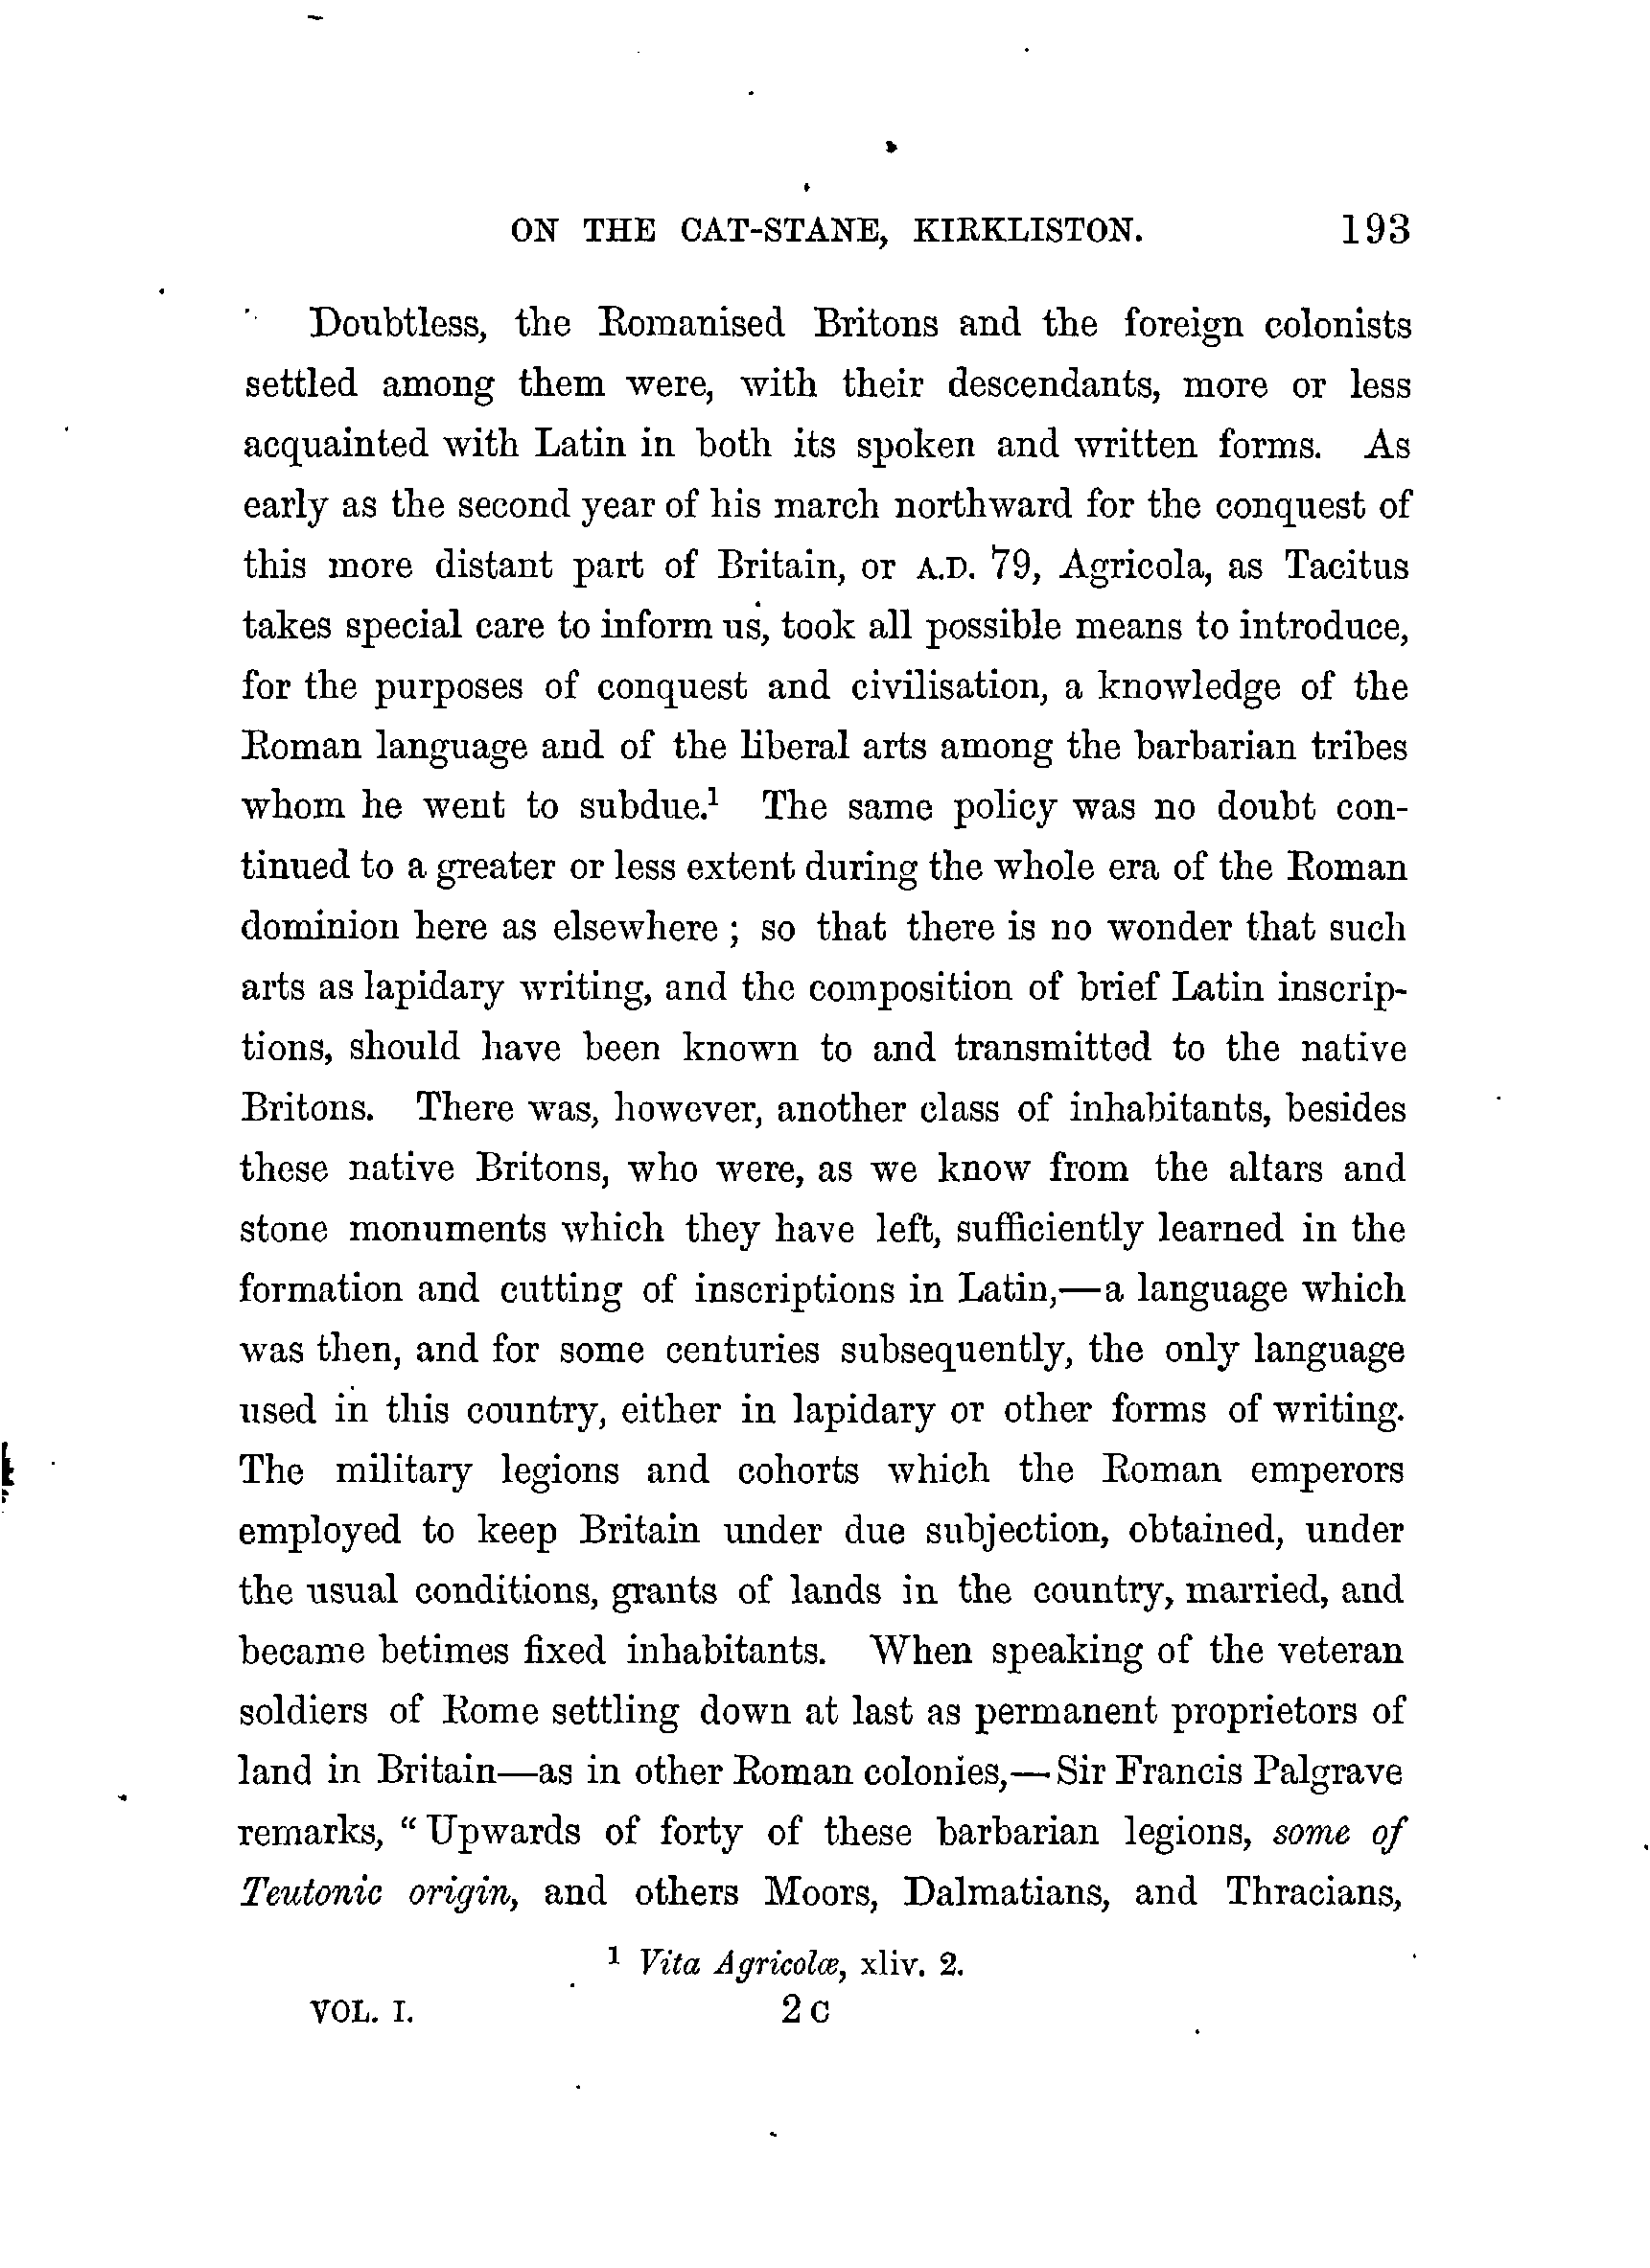 ON THE CAT-STANE, KIRKLISTON. 193
Doubtless, the Romanised Britons and the foreign colonists
settled among them were, with their descendants, more or less
acquainted with Latin in both its spoken and written forms. As
early as the second year of his march northward for the conquest of
this more distant part of Britain, or A.D. 79, Agricola, as Tacitus
takes special care to inform us, took all possible means to introduce,
for the purposes of conquest and civilisation, a knowledge of the
Roman language and of the liberal arts among the barbarian tribes
whom he went to subdue.¹ The same policy was no doubt con-
tinued to a greater or less extent during the whole era of the Roman
dominion here as elsewhere ; so that there is no wonder that such
arts as lapidary writing, and the composition of brief Latin inscrip-
tions, should have been known to and transmitted to the native
Britons. There was, however, another class of inhabitants, besides
these native Britons, who were, as we know from the altars and
stone monuments which they have left, sufficiently learned in the
formation and cutting of inscriptions in Latin,—a language which
was then, and for some centuries subsequently, the only language
used in this country, either in lapidary or other forms of writing.
The military legions and cohorts which the Roman emperors
employed to keep Britain under due subjection, obtained, under
the usual conditions, grants of lands in the country, married, and
became betimes fixed inhabitants. When speaking of the veteran
soldiers of Rome settling down at last as permanent proprietors of
land in Britain—as in other Roman colonies,—Sir Francis Palgrave
remarks, “ Upwards of forty of these barbarian legions, some of
Teutonic origin, and others Moors, Dalmatians, and Thracians,
¹ Vita Agricolæ, xliv. 2.
VOL. I. 2 C